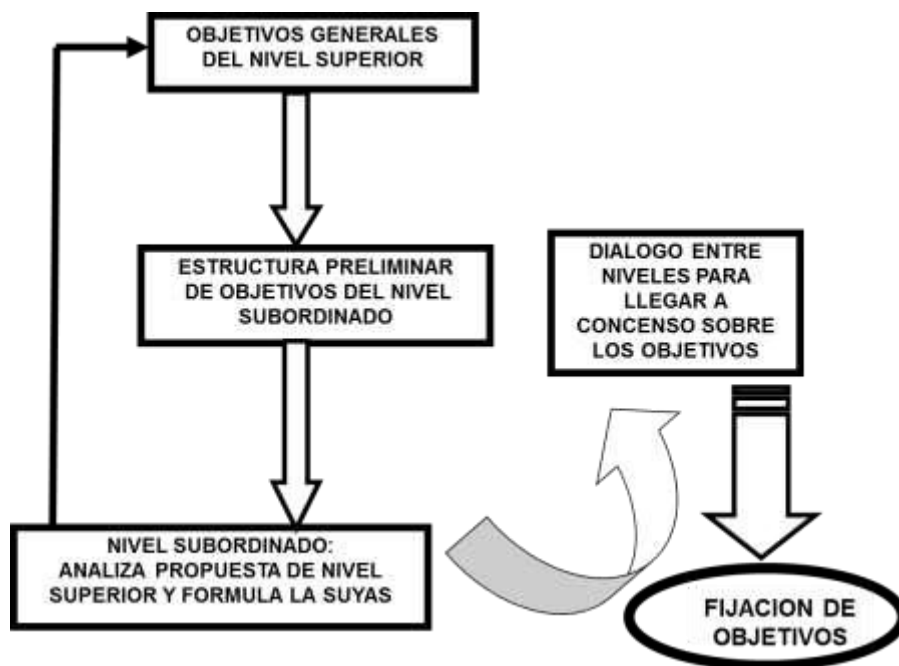 OBJETIVOS GENERALES
DEL NIVEL SUPERIOR
ESTRUCTURA PRELIMINAR
DE OBJETIVOS DEL NIVEL
SUBORDINADO
NIVEL SUBORDINADO:
ANALIZA PROPUESTA DE NIVEL
SUPERIOR Y FORMULA LA SUYAS
DIALOGO ENTRE
NIVELES PARA
LLEGAR A
CONCENSO SOBRE
LOS OBJETIVOS
FIJACION DE
OBJETIVOS